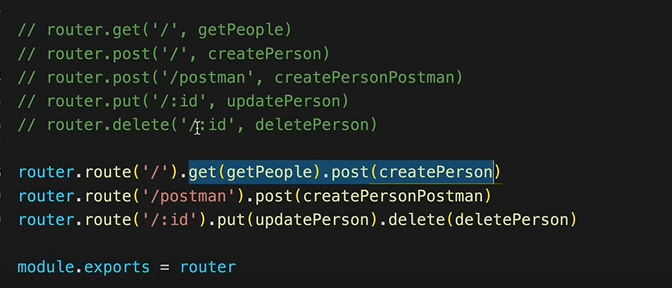 // router.get('/', getPeople)
// router.post('/', createPerson)
// router.post('/postman', createPersonPostman)
// router.put('/:id', updatePerson)
// router.delete('/:id', deletePerson)
router.route('/').get(getPeople).post(createPerson)
router.route('/postman').post(createPersonPostman)
router.route('/:id').put(updatePerson).delete(deletePerson)
module.exports = router